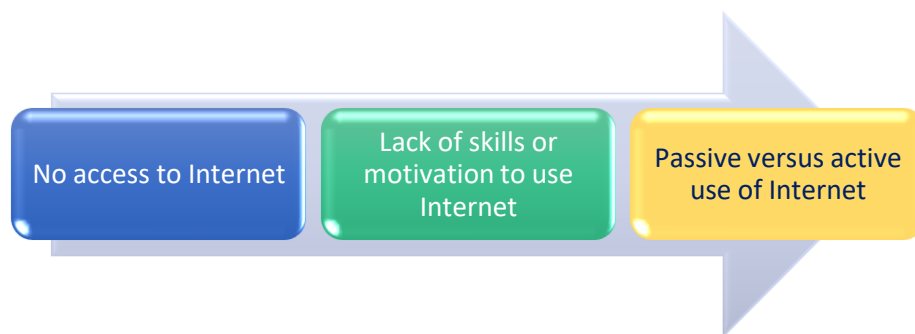 No access to Internet
Lack of skills or
motivation to use
Internet
Passive versus active
use of Internet